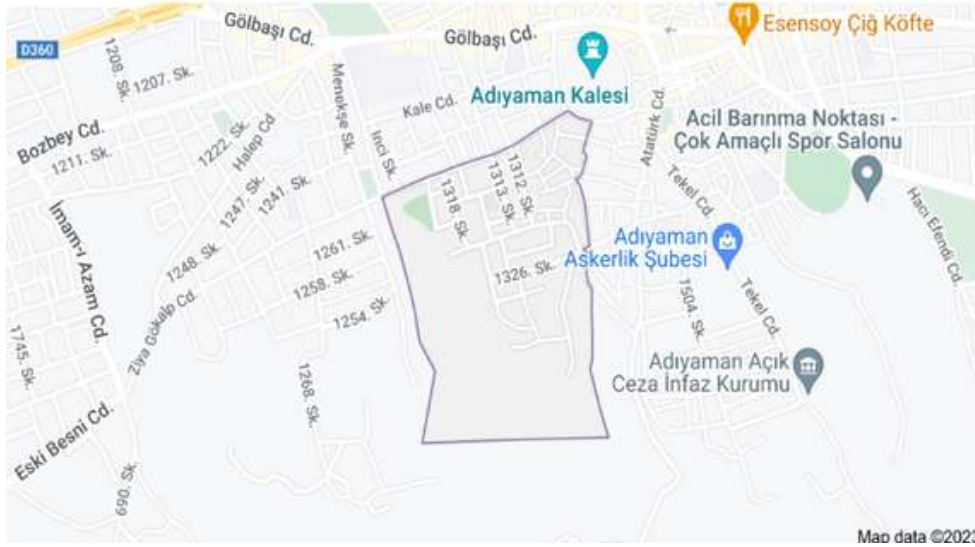 Gölbaşı Cd.
Gölbaşı Cd.
Esensoy Çiğ Köfte
D360
1208. Sk.
1207. Sk.
Menekşe Sk.
Adıyaman Kalesi
Kale Cd.
Atatürk Cd.
Acil Barınma Noktası -
Çok Amaçlı Spor Salonu
Bozbey Cd.
1211. Sk.
1222. Sk.
Halep Cd
İnci Sk.
1312. Sk.
1313. Sk.
1318. Sk.
Tekel Cd.
Hacı Efendi Cd.
1247. Sk.
1241. Sk.
İmam-ı Azam Cd.
1248. Sk.
1261. Sk.
1258. Sk.
1254. Sk.
1326. Sk.
Adıyaman
Askerlik Şubesi
1504. Sk.
Tekel Cd.
Ziya Gökalp Cd.
1745. Sk.
1268. Sk.
Adıyaman Açık
Ceza İnfaz Kurumu
Eski Besni Cd.
690. Sk.
Map data ©2023